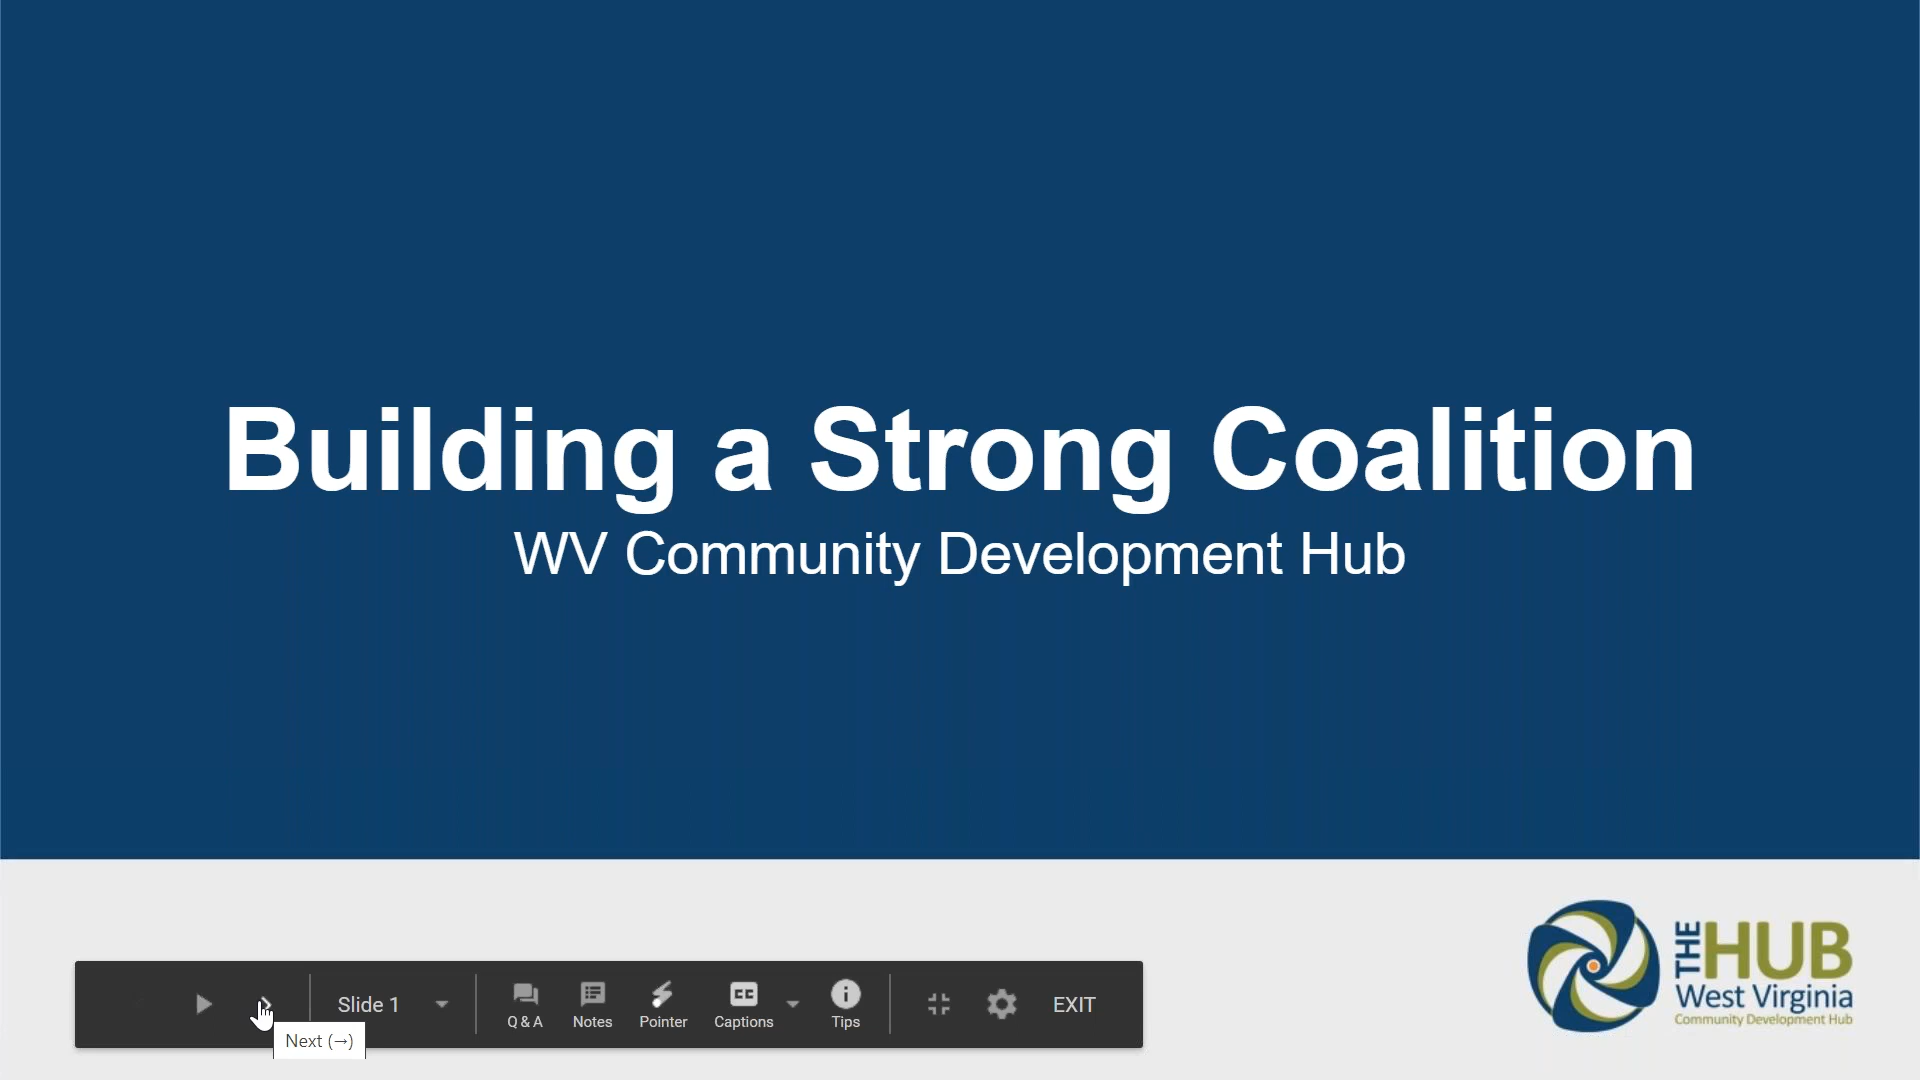 Building a Strong Coalition
WV Community Development Hub
THE HUB
West Virginia
Community Development Hub
Slide 1
Q & A
Notes
Pointer
CC
Captions
Tips
EXIT
Next (→)